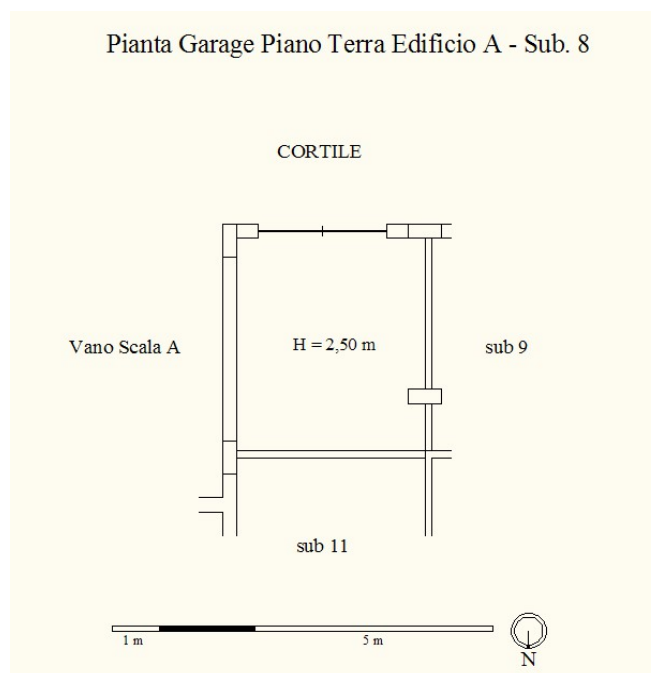 Pianta Garage Piano Terra Edificio A - Sub. 8
CORTILE
Vano Scala A
H = 2,50 m
sub 9
sub 11
1 m
5 m
N